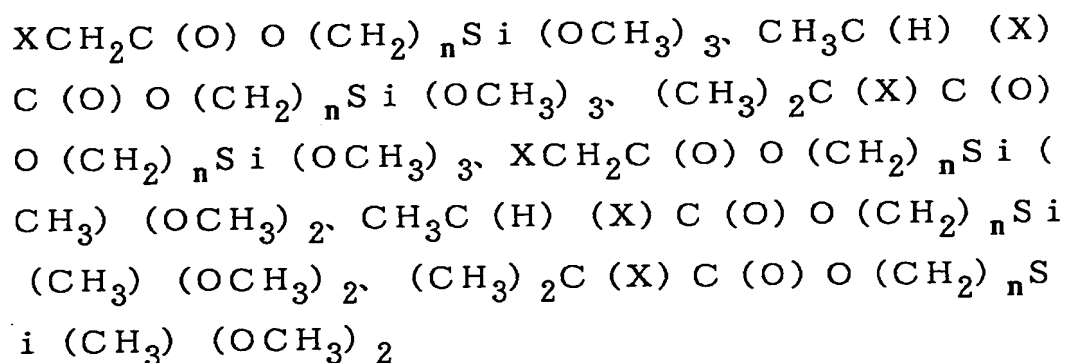 XCH₂C (O) O (CH₂) ₙSi (OCH₃) ₃、 CH₃C (H) (X)
C (O) O (CH₂) ₙSi (OCH₃) ₃、 (CH₃) ₂C (X) C (O)
O (CH₂) ₙSi (OCH₃) ₃、 XCH₂C (O) O (CH₂) ₙSi (
CH₃) (OCH₃) ₂、 CH₃C (H) (X) C (O) O (CH₂) ₙSi
(CH₃) (OCH₃) ₂、 (CH₃) ₂C (X) C (O) O (CH₂) ₙS
i (CH₃) (OCH₃) ₂